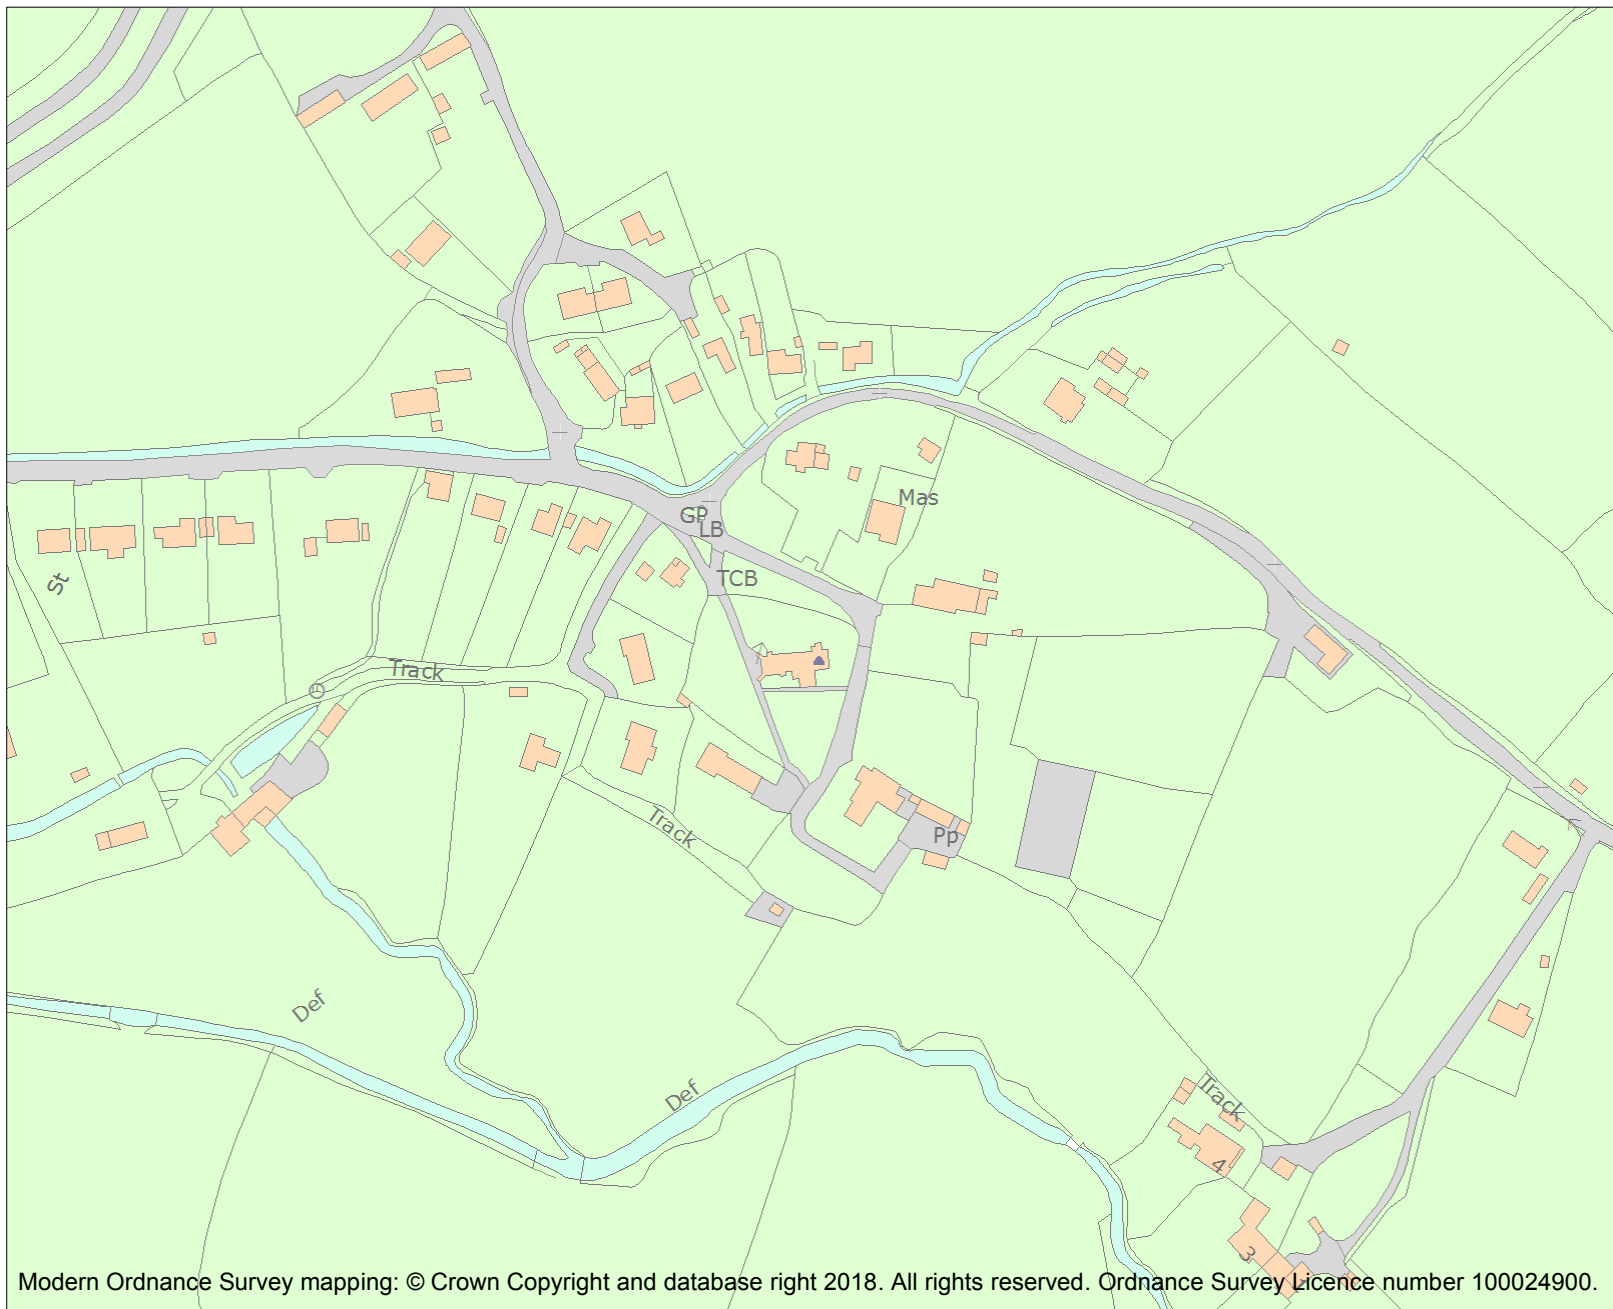 Mas
GP
LB
TCB
St
Track
Track
Pp
Def
Def
Track
4
3
Modern Ordnance Survey mapping: © Crown Copyright and database right 2018. All rights reserved. Ordnance Survey Licence number 100024900.